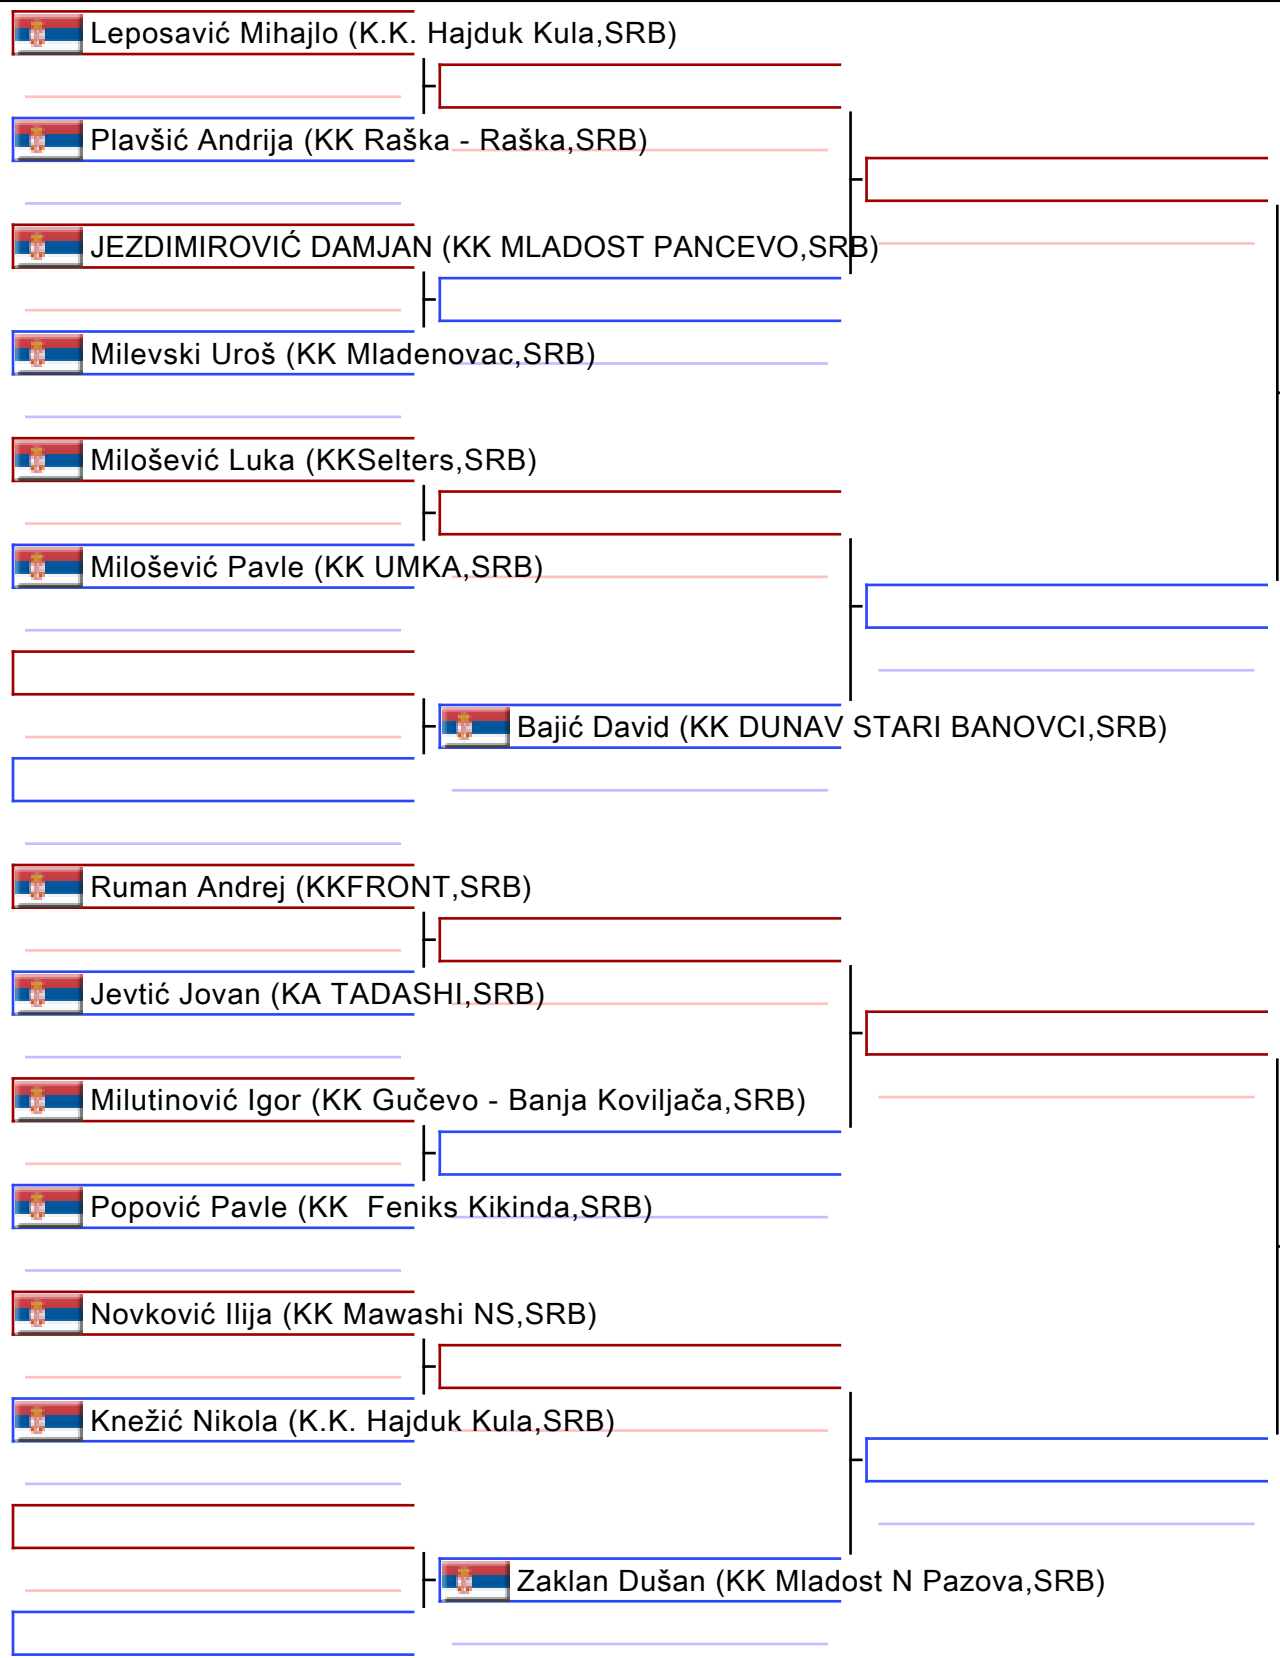 Leposavić Mihajlo (K.K. Hajduk Kula,SRB)
Plavšić Andrija (KK Raška - Raška,SRB)
JEZDIMIROVIĆ DAMJAN (KK MLADOST PANCEVO,SRB)
Milevski Uroš (KK Mladenovac,SRB)
Milošević Luka (KKSelters,SRB)
Milošević Pavle (KK UMKA,SRB)
Bajić David (KK DUNAV STARI BANOVCI,SRB)
Ruman Andrej (KKFRONT,SRB)
Jevtić Jovan (KA TADASHI,SRB)
Milutinović Igor (KK Gučevo - Banja Koviljača,SRB)
Popović Pavle (KK  Feniks Kikinda,SRB)
Novković Ilija (KK Mawashi NS,SRB)
Knežić Nikola (K.K. Hajduk Kula,SRB)
Zaklan Dušan (KK Mladost N Pazova,SRB)